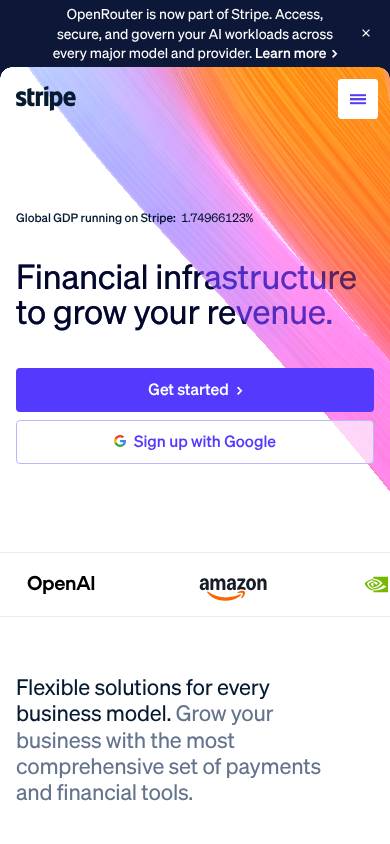 OpenRouter is now part of Stripe. Access,
secure, and govern your AI workloads across
every major model and provider. Learn more
stripe
Global GDP running on Stripe: 1.74966123%
Financial infrastructure
to grow your revenue.
Get started
Sign up with Google
OpenAI
amazon
Flexible solutions for every
business model. Grow your
business with the most
comprehensive set of payments
and financial tools.